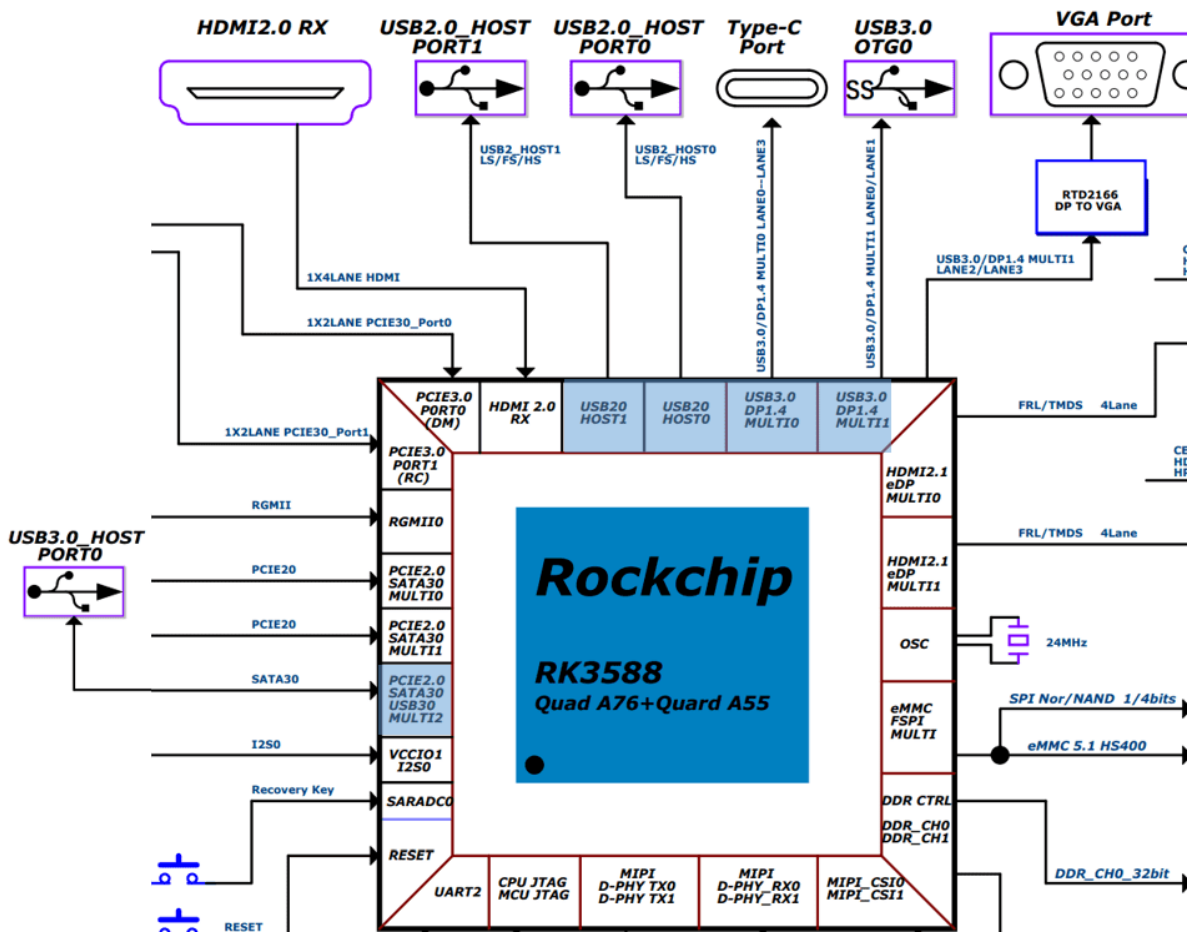 HDMI2.0 RX
USB2.0_HOST
PORT1
USB2.0_HOST
PORT0
Type-C
Port
USB3.0
OTG0
VGA Port
SS
USB2_HOST1
LS/FS/HS
USB2_HOST0
LS/FS/HS
USB3.0/DP1.4 MULTI0 LANE0--LANE3
USB3.0/DP1.4 MULTI1 LANE0/LANE1
RTD2166
DP TO VGA
USB3.0/DP1.4 MULTI1
LANE2/LANE3
1X4LANE HDMI
1X2LANE PCIE30_Port0
1X2LANE PCIE30_Port1
PCIE3.0
P0RT0
(DM)
HDMI 2.0
RX
USB20
HOST1
USB20
HOST0
USB3.0
DP1.4
MULTI0
USB3.0
DP1.4
MULTI1
FRL/TMDS 4Lane
PCIE3.0
P0RT1
(RC)
HDMI2.1
eDP
MULTI0
RGMII
RGMII0
USB3.0_HOST
PORT0
FRL/TMDS 4Lane
HDMI2.1
eDP
MULTI1
PCIE20
PCIE2.0
SATA30
MULTI0
PCIE20
PCIE2.0
SATA30
MULTI1
OSC
24MHz
SATA30
PCIE2.0
SATA30
USB30
MULTI2
Rockchip
RK3588
Quad A76+Quard A55
eMMC
FSPI
MULTI
SPI Nor/NAND 1/4bits
eMMC 5.1 HS400
I2S0
VCCIO1
I2S0
Recovery Key
SARADC0
DDR CTRL
DDR_CH0
DDR_CH1
RESET
DDR_CH0_32bit
UART2
CPU JTAG
MCU JTAG
MIPI
D-PHY TX0
D-PHY TX1
MIPI
D-PHY_RX0
D-PHY_RX1
MIPI_CSI0
MIPI_CSI1
RESET